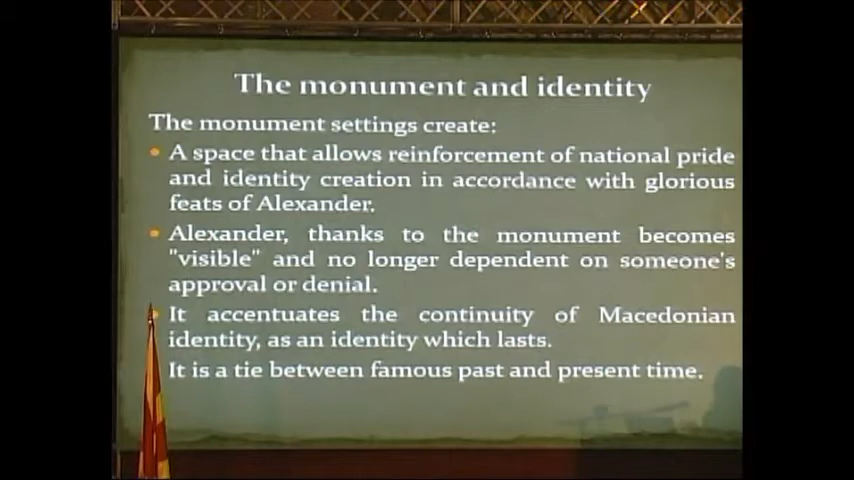 The monument and identity
The monument settings create:
A space that allows reinforcement of national pride
and identity creation in accordance with glorious
feats of Alexander.
Alexander, thanks to the monument becomes
"visible" and no longer dependent on someone's
approval or denial.
It accentuates the continuity of Macedonian
identity, as an identity which lasts.
It is a tie between famous past and present time.